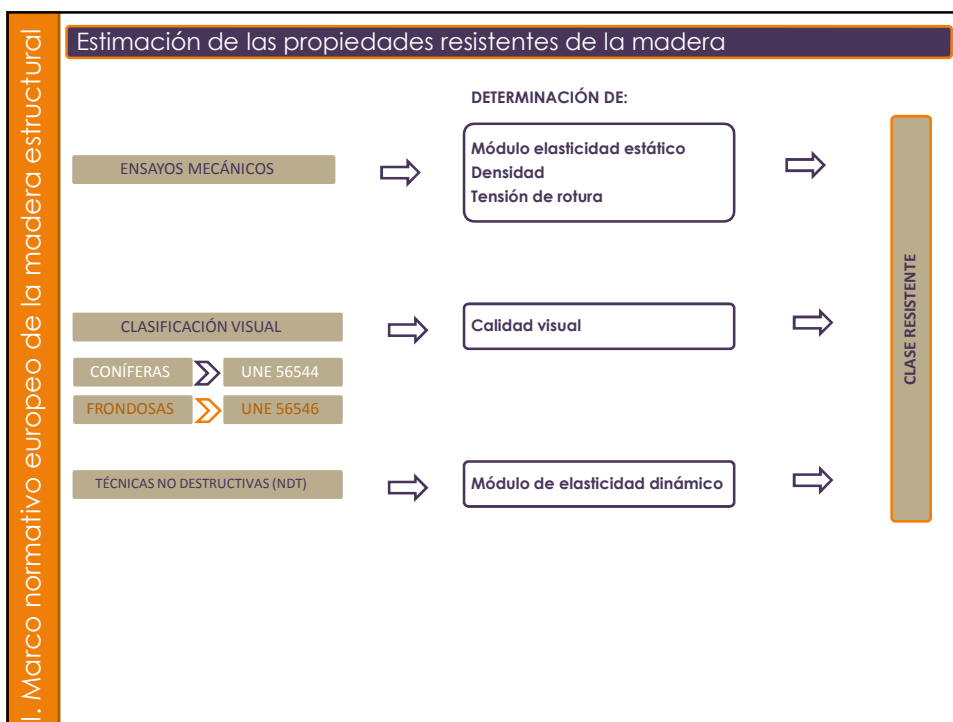 I. Marco normativo europeo de la madera estructural
Estimación de las propiedades resistentes de la madera
DETERMINACIÓN DE:
ENSAYOS MECÁNICOS
Módulo elasticidad estático
Densidad
Tensión de rotura
CLASIFICACIÓN VISUAL
Calidad visual
CONÍFERAS
UNE 56544
FRONDOSAS
UNE 56546
TÉCNICAS NO DESTRUCTIVAS (NDT)
Módulo de elasticidad dinámico
CLASE RESISTENTE